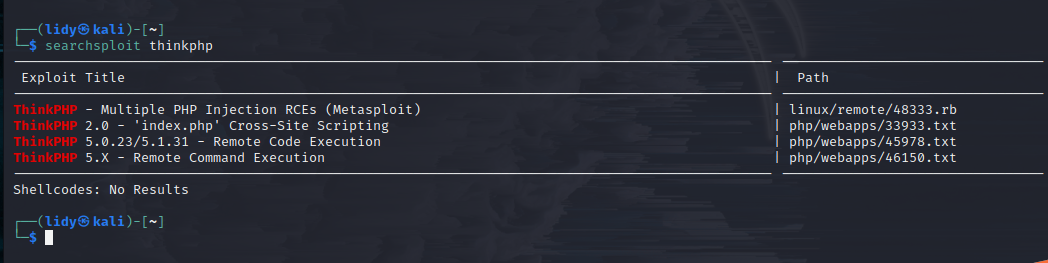 ┌──(lidy㉿kali)-[~]
└─$ searchsploit thinkphp
Exploit Title | Path
ThinkPHP - Multiple PHP Injection RCEs (Metasploit) | linux/remote/48333.rb
ThinkPHP 2.0 - 'index.php' Cross-Site Scripting | php/webapps/33933.txt
ThinkPHP 5.0.23/5.1.31 - Remote Code Execution | php/webapps/45978.txt
ThinkPHP 5.X - Remote Command Execution | php/webapps/46150.txt
Shellcodes: No Results
┌──(lidy㉿kali)-[~]
└─$